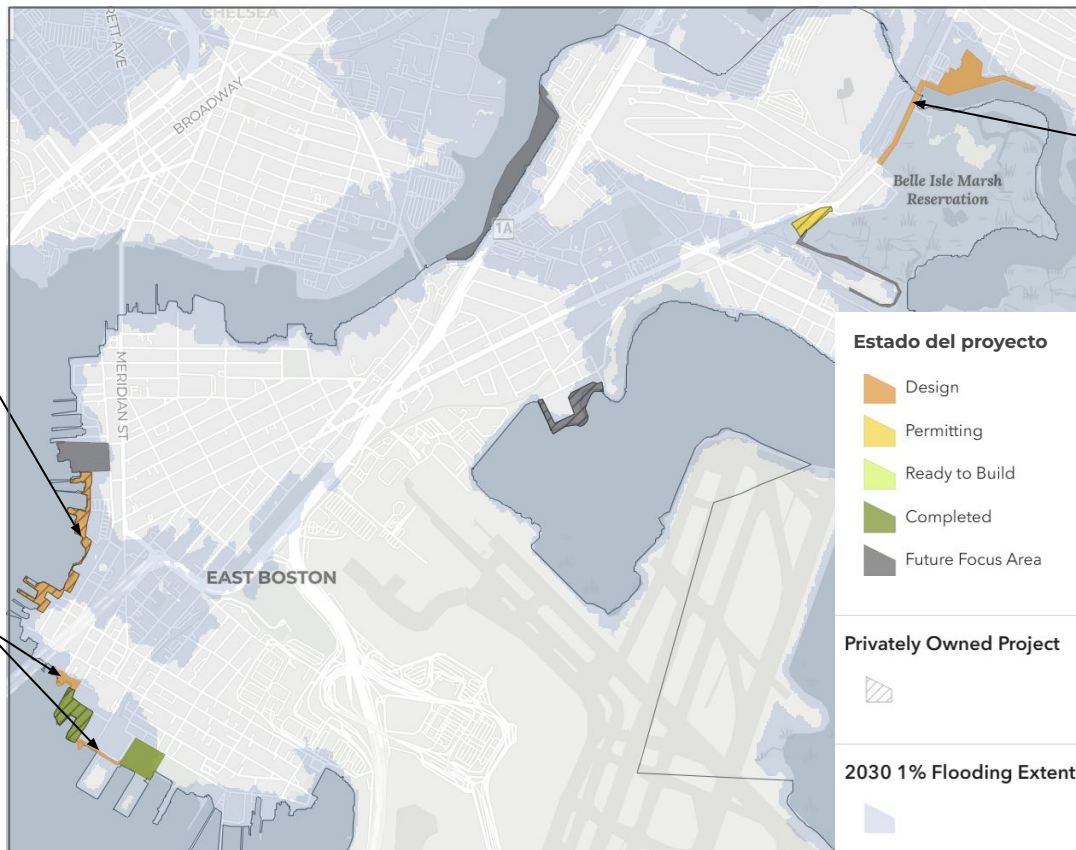 CHELSEA
RETT AVE
BROADWAY
1A
Belle Isle Marsh
Reservation
MERIDIAN ST
EAST BOSTON
Estado del proyecto
Design
Permitting
Ready to Build
Completed
Future Focus Area
Privately Owned Project
2030 1% Flooding Extent